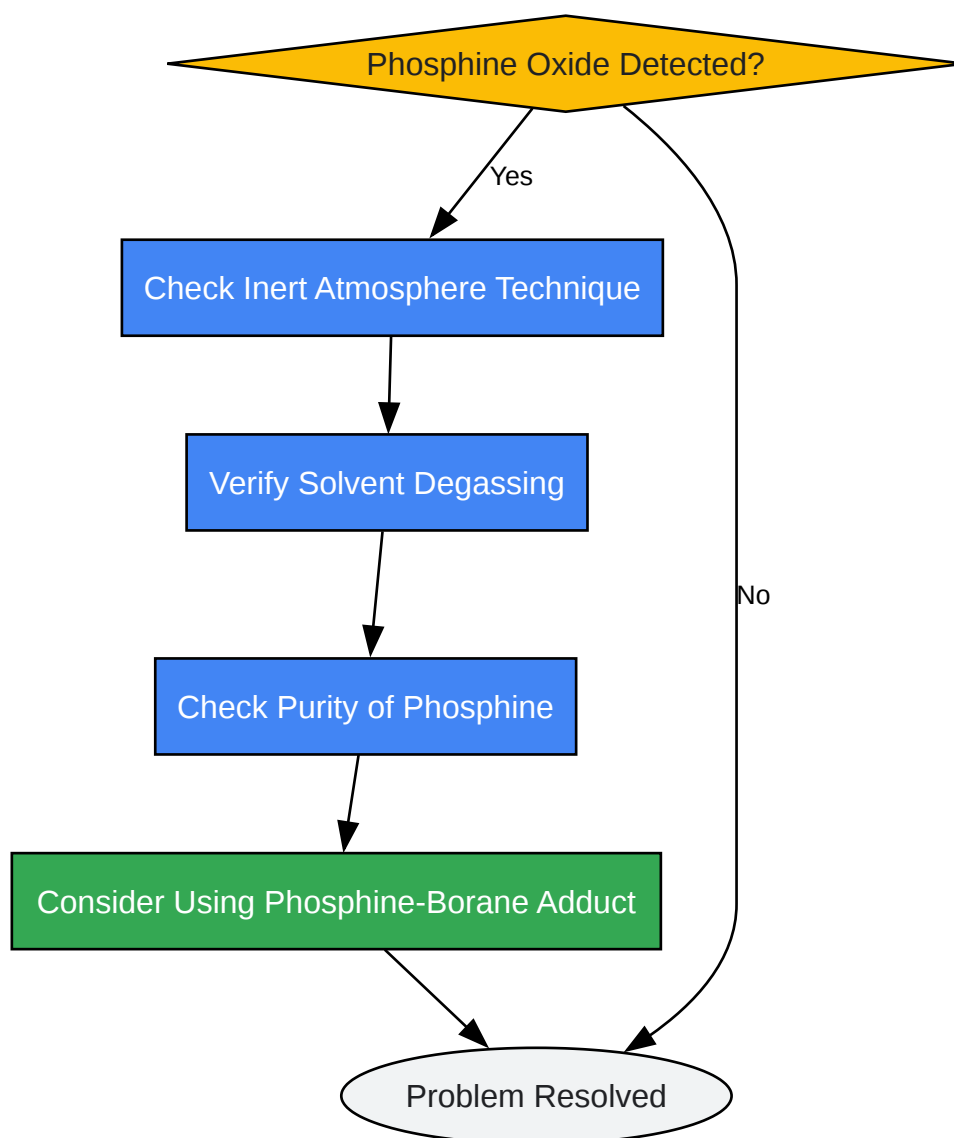 Phosphine Oxide Detected?
Yes
Check Inert Atmosphere Technique
Verify Solvent Degassing
No
Check Purity of Phosphine
Consider Using Phosphine-Borane Adduct
Problem Resolved